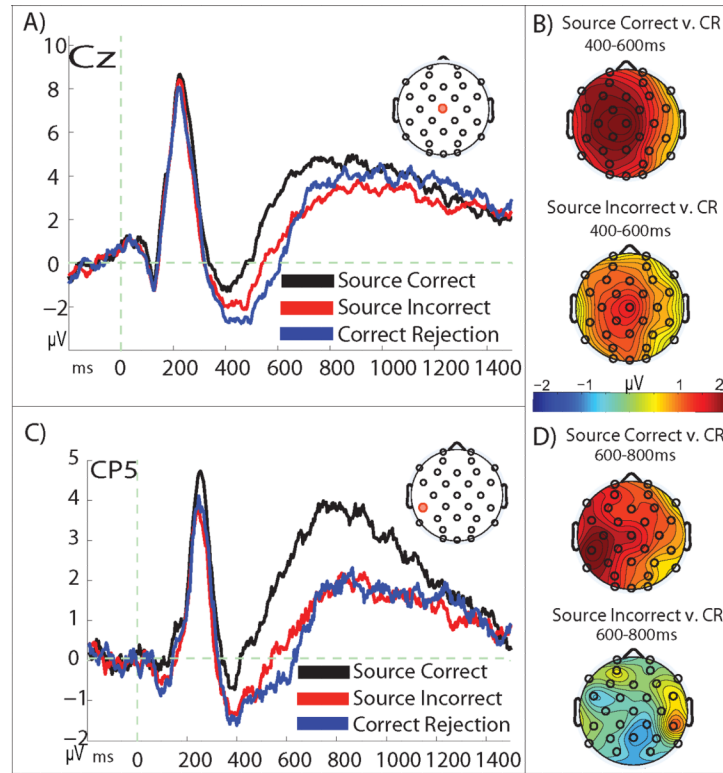 A)
Cz
10
8
6
4
2
0
−2
μV
ms 0 200 400 600 800 1000 1200 1400
Source Correct
Source Incorrect
Correct Rejection
B) Source Correct v. CR
400-600ms
Source Incorrect v. CR
400-600ms
μV
−2 −1 1 2
C)
CP5
5
4
3
2
1
0
−1
−2
μV ms 0 200 400 600 800 1000 1200 1400
Source Correct
Source Incorrect
Correct Rejection
D) Source Correct v. CR
600-800ms
Source Incorrect v. CR
600-800ms